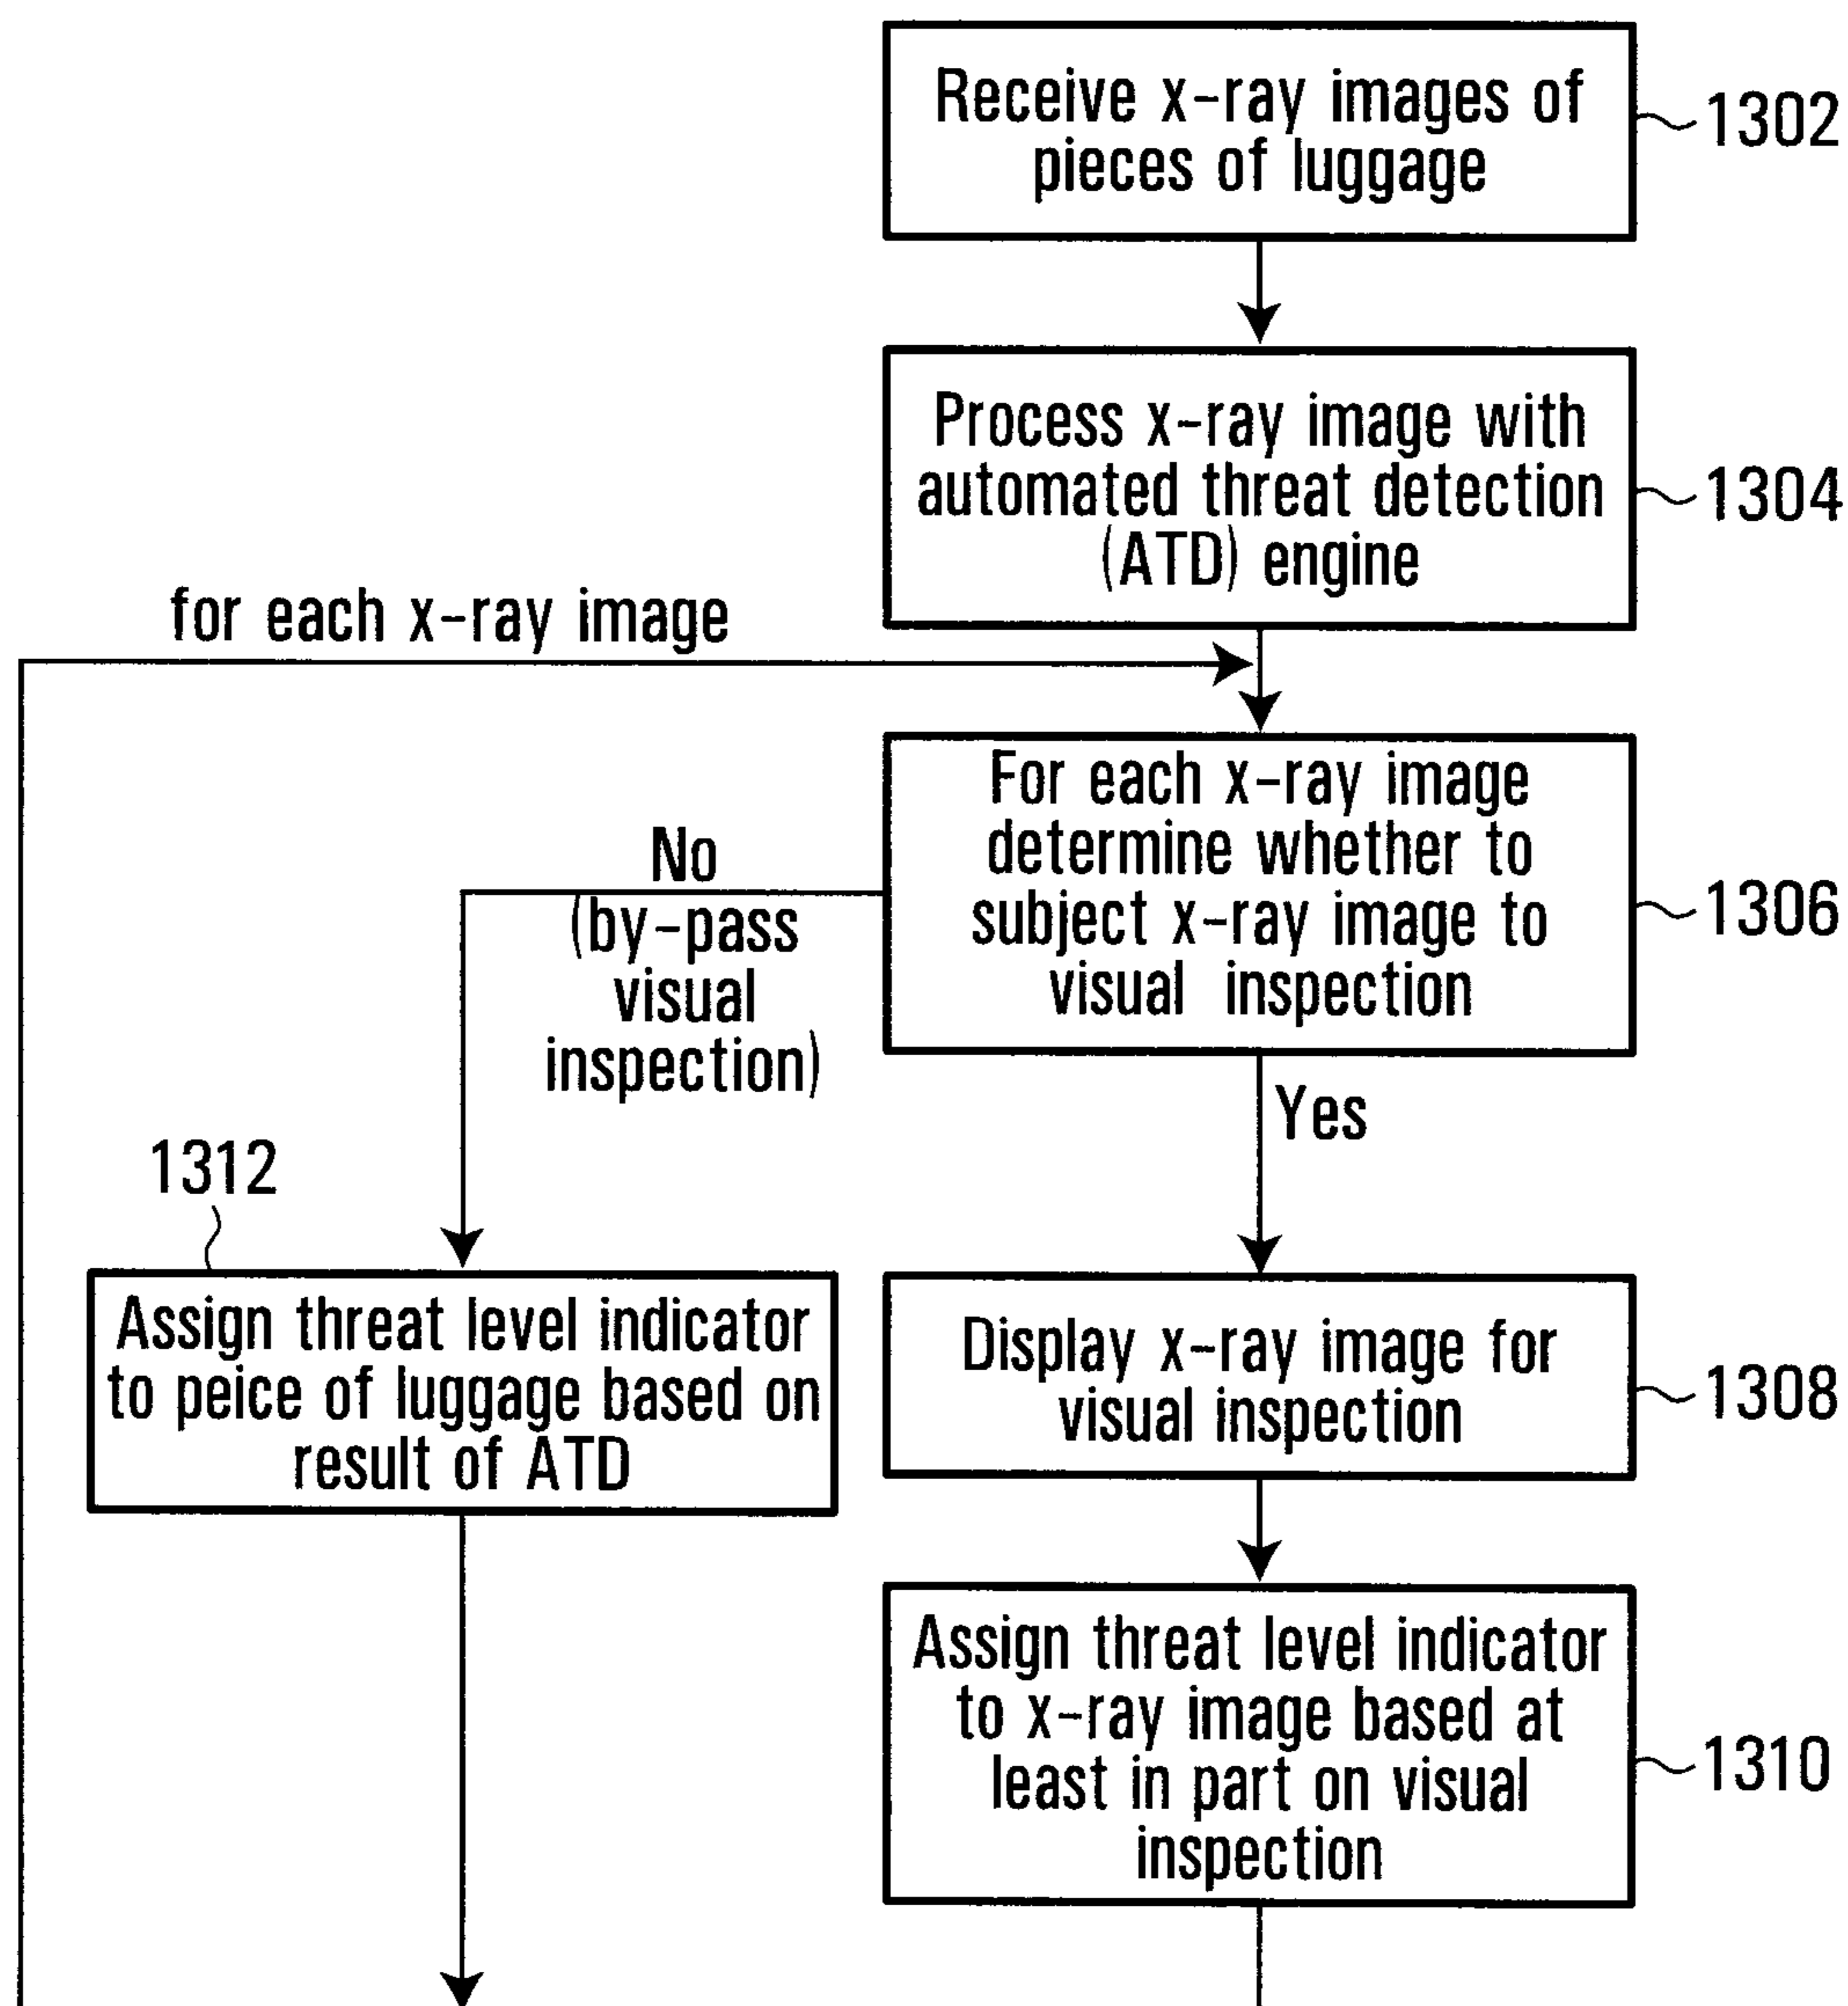 Receive x-ray images of
pieces of luggage
1302
Process x-ray image with
automated threat detection
(ATD) engine
1304
for each x-ray image
For each x-ray image
determine whether to
subject x-ray image to
visual inspection
1306
No
(by-pass
visual
inspection)
Yes
1312
Assign threat level indicator
to peice of luggage based on
result of ATD
Display x-ray image for
visual inspection
1308
Assign threat level indicator
to x-ray image based at
least in part on visual
inspection
1310